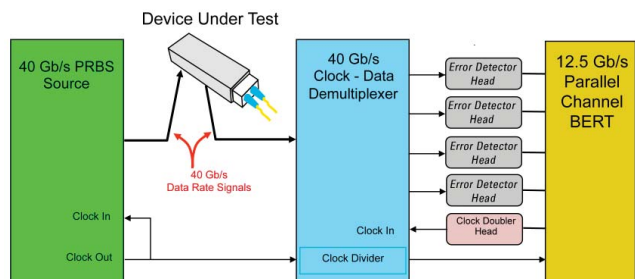 Device Under Test
40 Gb/s PRBS
Source
40 Gb/s
Data Rate Signals
Clock In
Clock Out
40 Gb/s
Clock - Data
Demultiplexer
Clock In
Clock Divider
Error Detector
Head
Error Detector
Head
Error Detector
Head
Error Detector
Head
Clock Doubler
Head
12.5 Gb/s
Parallel
Channel
BERT